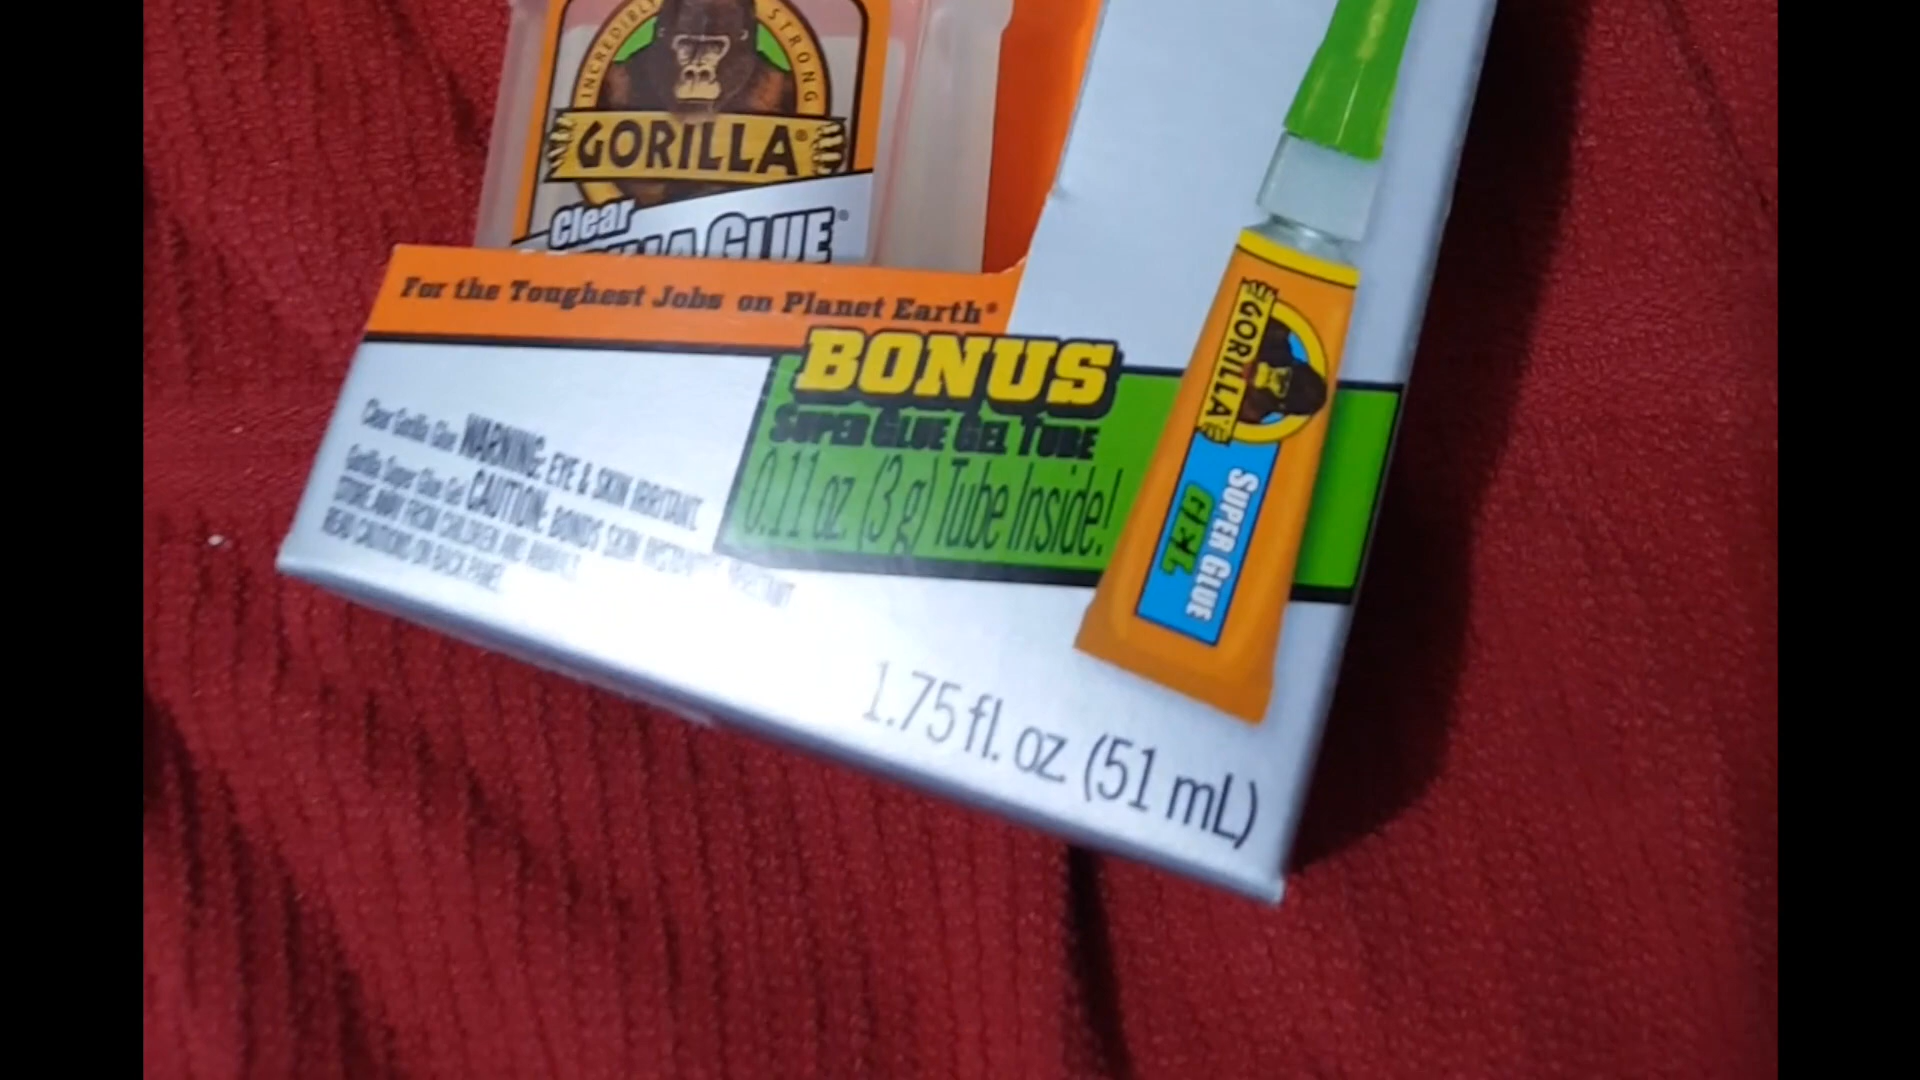 INCREDIBLY STRONG
GORILLA®
Clear
GLUE®
For the Toughest Jobs on Planet Earth®
BONUS
SUPER GLUE GEL TUBE
0.11 oz (3 g) Tube Inside!
Clear Gorilla Glue WARNING: EYE & SKIN IRRITANT.
Gorilla Super Glue Gel CAUTION: BONDS SKIN
STORE AWAY FROM CHILDREN AND
READ CAUTIONS ON BACK PANEL
GORILLA
SUPER GLUE
GEL
1.75 fl. oz (51 mL)